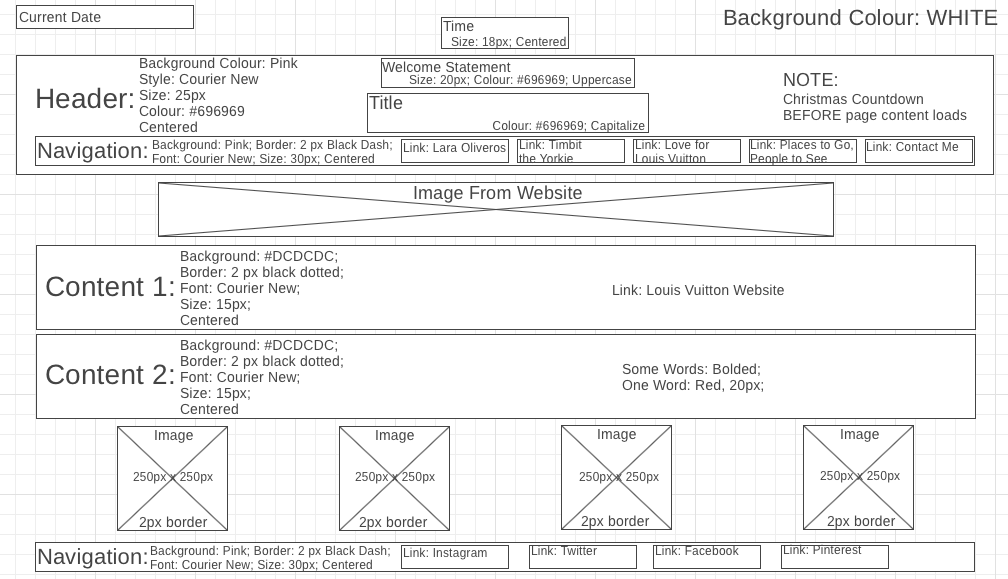 Current Date
Time
Size: 18px; Centered
Background Colour: WHITE
Header:
Background Colour: Pink
Style: Courier New
Size: 25px
Colour: #696969
Centered
Welcome Statement
Size: 20px; Colour: #696969; Uppercase
Title
Colour: #696969; Capitalize
NOTE:
Christmas Countdown
BEFORE page content loads
Navigation:
Background: Pink; Border: 2 px Black Dash;
Font: Courier New; Size: 30px; Centered
Link: Lara Oliveros
Link: Timbit
the Yorkie
Link: Love for
Louis Vuitton
Link: Places to Go,
People to See
Link: Contact Me
Image From Website
Content 1:
Background: #DCDCDC;
Border: 2 px black dotted;
Font: Courier New;
Size: 15px;
Centered
Link: Louis Vuitton Website
Content 2:
Background: #DCDCDC;
Border: 2 px black dotted;
Font: Courier New;
Size: 15px;
Centered
Some Words: Bolded;
One Word: Red, 20px;
Image
250px x 250px
2px border
Image
250px x 250px
2px border
Image
250px x 250px
2px border
Image
250px x 250px
2px border
Navigation:
Background: Pink; Border: 2 px Black Dash;
Font: Courier New; Size: 30px; Centered
Link: Instagram
Link: Twitter
Link: Facebook
Link: Pinterest